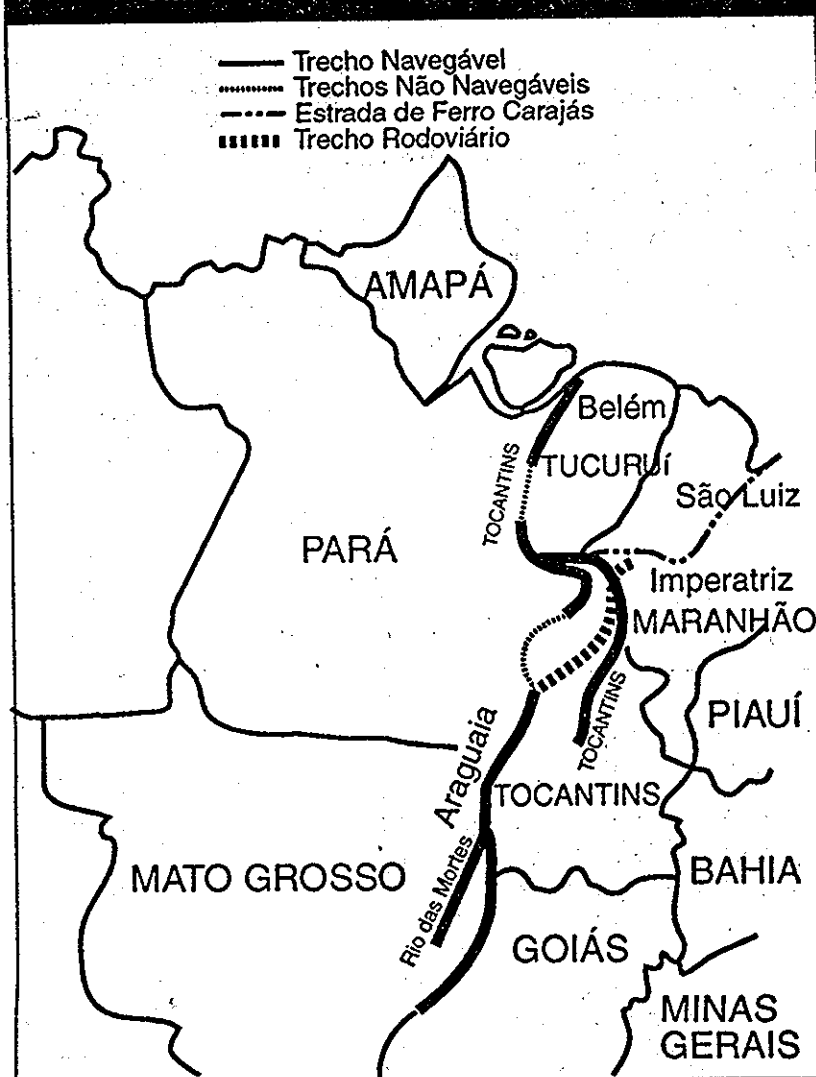 Trecho Navegável
Trechos Não Navegáveis
Estrada de Ferro Carajás
Trecho Rodoviário
AMAPÁ
Belém
TUCURUí
TOCANTINS
São Luiz
PARÁ
Imperatriz
MARANHÃO
PIAUÍ
TOCANTINS
Araguaia
TOCANTINS
Rio das Mortes
MATO GROSSO
BAHIA
GOIÁS
MINAS
GERAIS